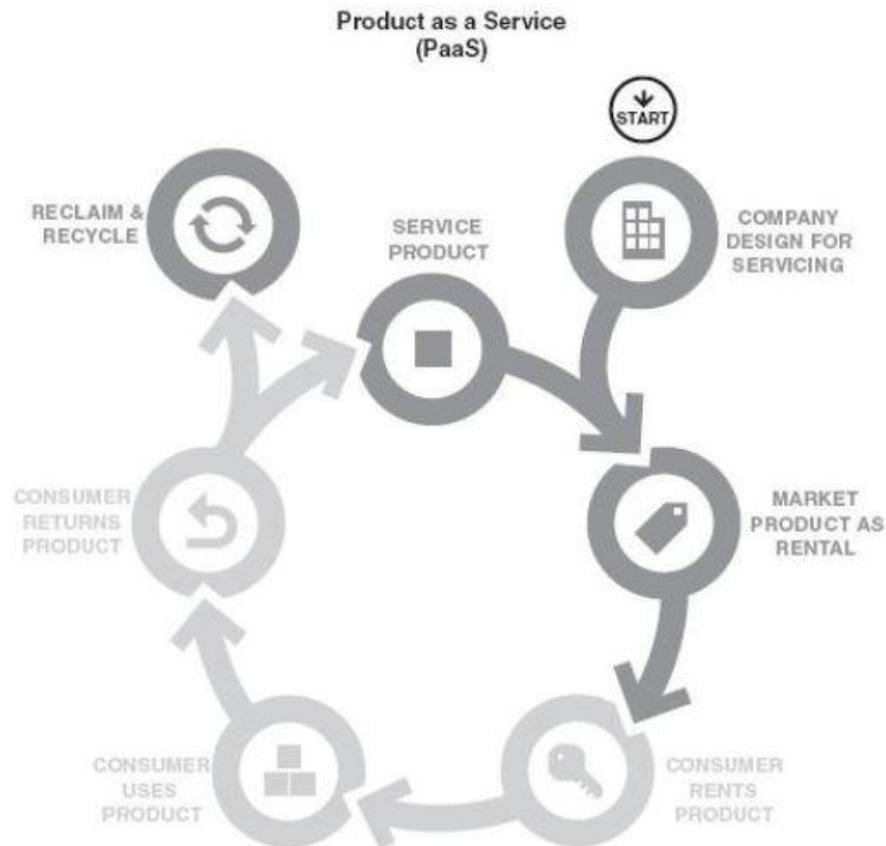 Product as a Service
(PaaS)
START
RECLAIM &
RECYCLE
SERVICE
PRODUCT
COMPANY
DESIGN FOR
SERVICING
CONSUMER
RETURNS
PRODUCT
MARKET
PRODUCT AS
RENTAL
CONSUMER
USES
PRODUCT
CONSUMER
RENTS
PRODUCT